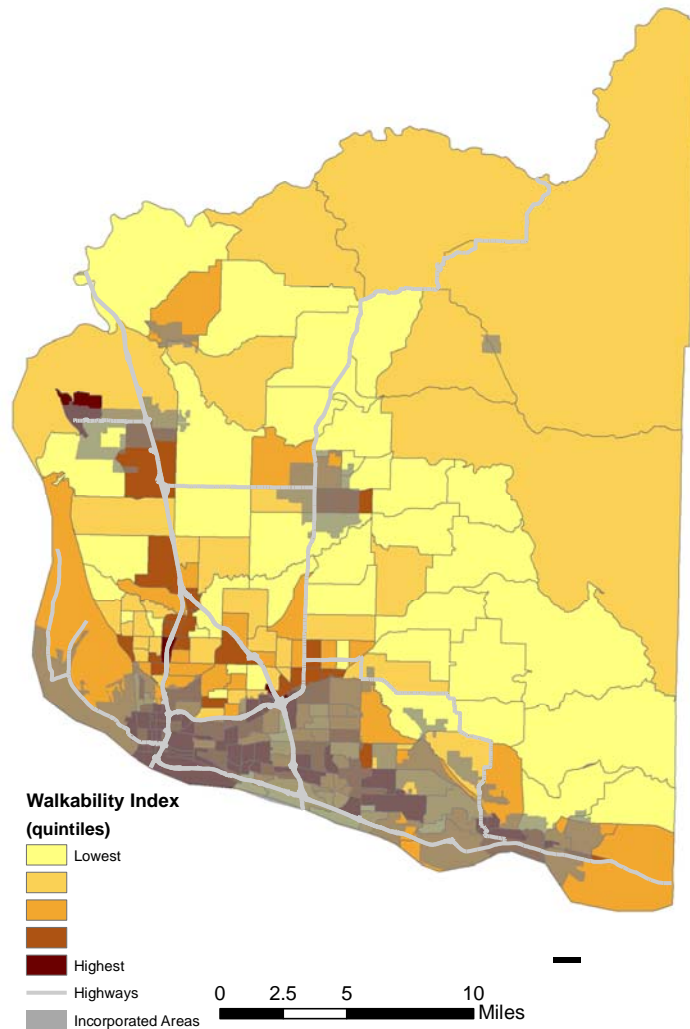 Walkability Index
(quintiles)
Lowest
Highest
Highways
Incorporated Areas
0 2.5 5 10
Miles